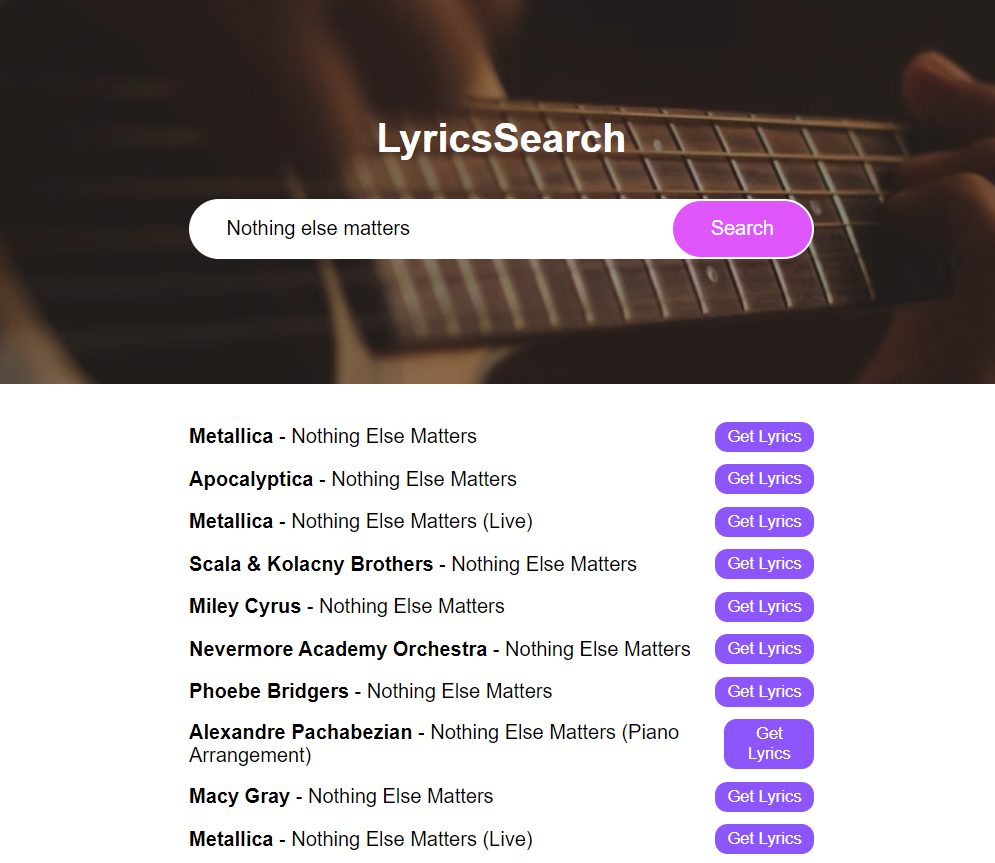 LyricsSearch
Nothing else matters Search
Metallica - Nothing Else Matters Get Lyrics
Apocalyptica - Nothing Else Matters Get Lyrics
Metallica - Nothing Else Matters (Live) Get Lyrics
Scala & Kolacny Brothers - Nothing Else Matters Get Lyrics
Miley Cyrus - Nothing Else Matters Get Lyrics
Nevermore Academy Orchestra - Nothing Else Matters Get Lyrics
Phoebe Bridgers - Nothing Else Matters Get Lyrics
Alexandre Pachabezian - Nothing Else Matters (Piano
Arrangement)
Get
Lyrics
Macy Gray - Nothing Else Matters Get Lyrics
Metallica - Nothing Else Matters (Live) Get Lyrics